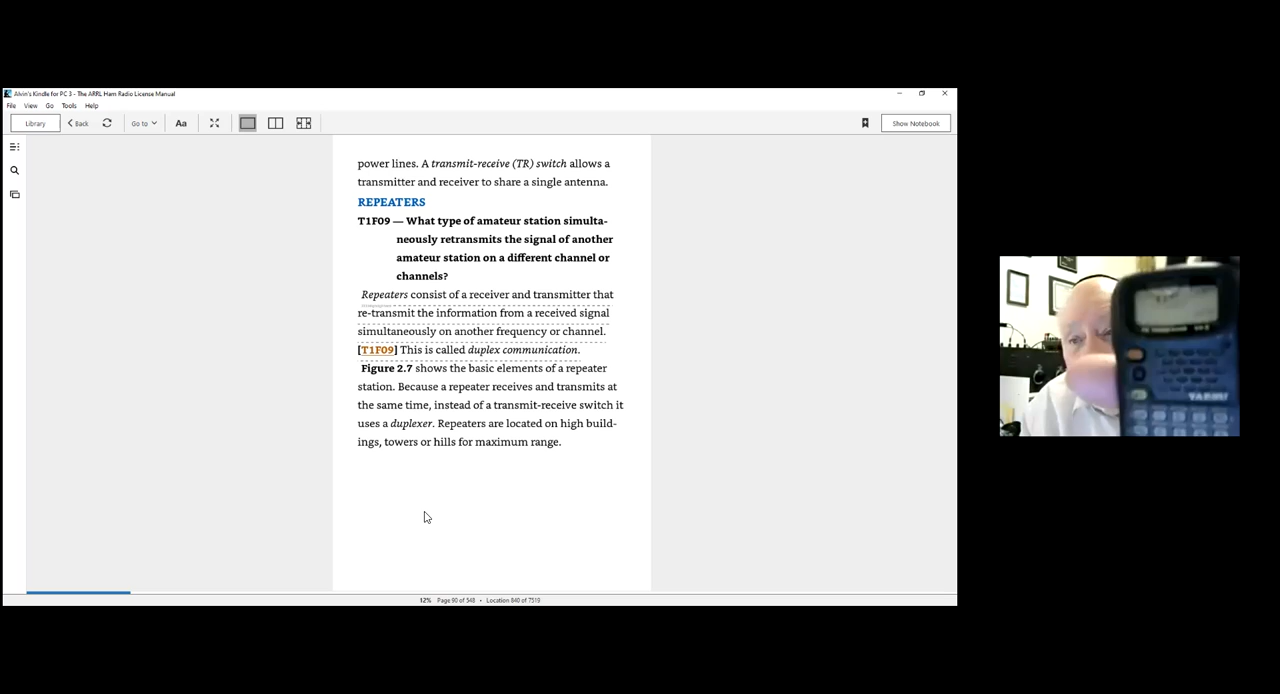 Alvin's Kindle for PC 3 - The ARRL Ham Radio License Manual
File View Go Tools Help
Library Back Go to Aa Show Notebook
power lines. A transmit-receive (TR) switch allows a
transmitter and receiver to share a single antenna.
REPEATERS
T1F09 — What type of amateur station simulta-
neously retransmits the signal of another
amateur station on a different channel or
channels?
Repeaters consist of a receiver and transmitter that
re-transmit the information from a received signal
simultaneously on another frequency or channel.
[T1F09] This is called duplex communication.
Figure 2.7 shows the basic elements of a repeater
station. Because a repeater receives and transmits at
the same time, instead of a transmit-receive switch it
uses a duplexer. Repeaters are located on high build-
ings, towers or hills for maximum range.
12% Page 90 of 548 • Location 840 of 7519
YAESU